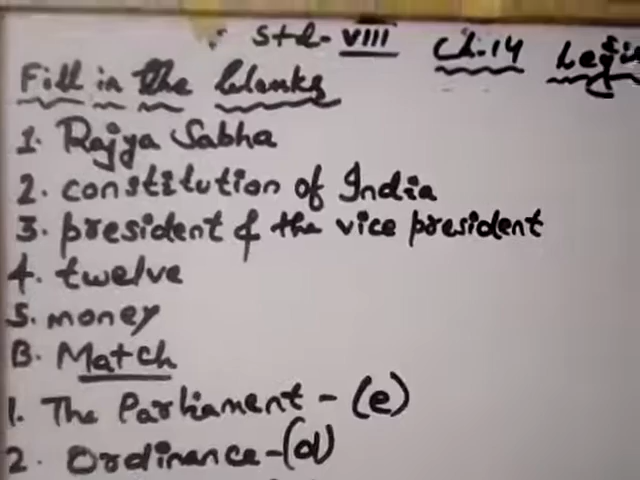 Std-VIII Ch.14
Fill in the blanks
1. Rajya Sabha
2. constitution of India
3. president & the vice president
4. twelve
5. money
B. Match
1. The Parliament - (e)
2. Ordinance-(d)